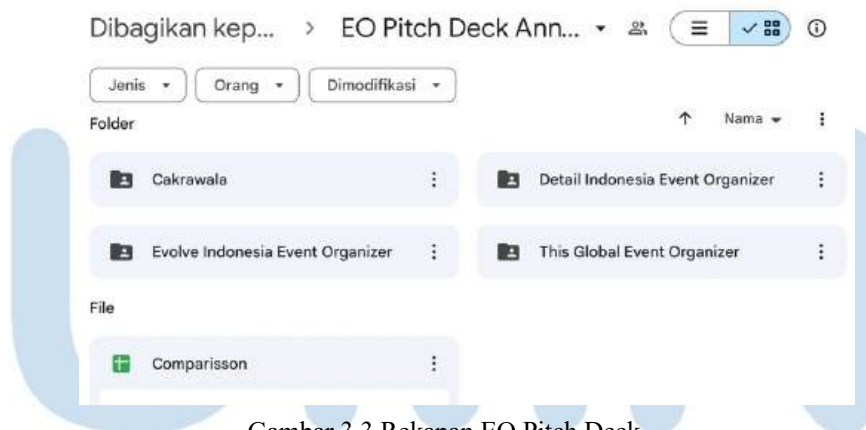 Dibagikan kep... > EO Pitch Deck Ann...
Jenis Orang Dimodifikasi
Folder
Nama
Cakrawala
Detail Indonesia Event Organizer
Evolve Indonesia Event Organizer
This Global Event Organizer
File
Comparisson
Gambar 3.3 Rekapan EO Pitch Deck